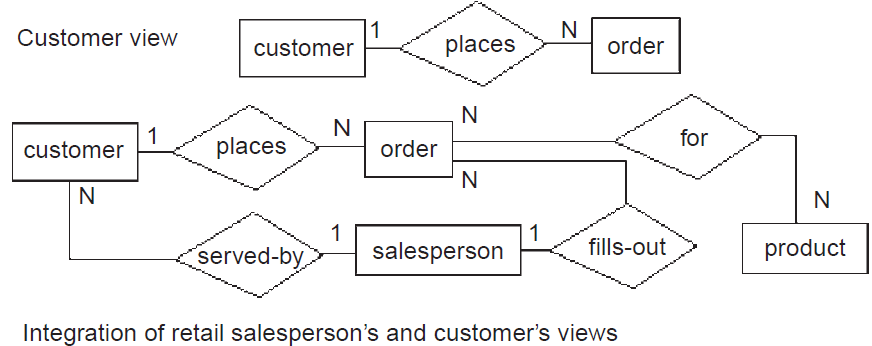 Customer view
customer 1 places N order
customer 1 places N order N for
N
N
N
served-by 1 salesperson 1 fills-out product
Integration of retail salesperson's and customer's views